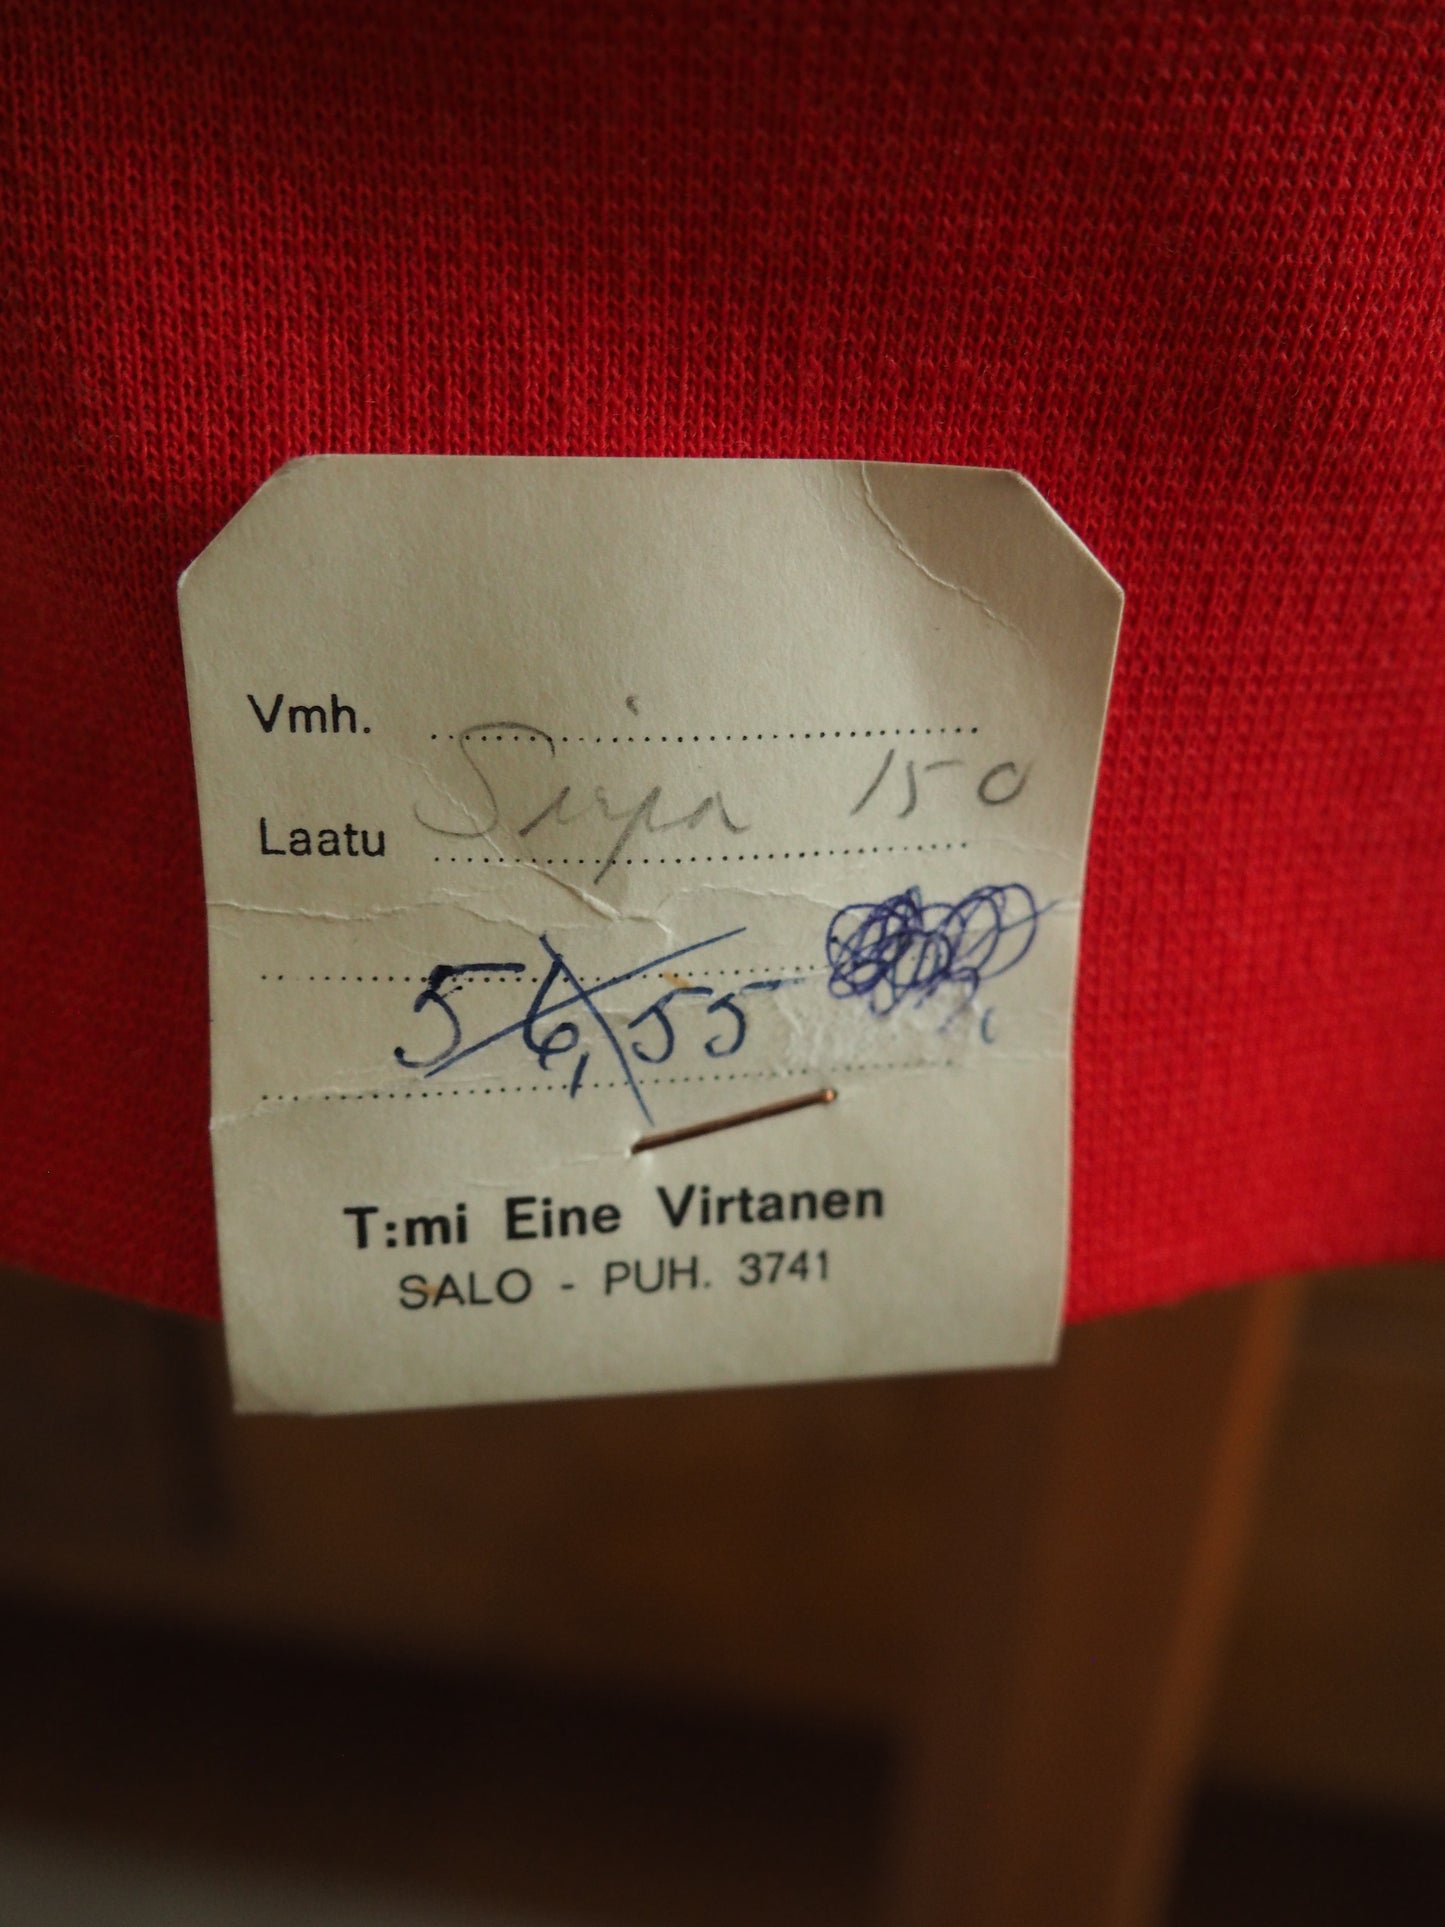 Vmh.
Laatu Sirpa 150
56,55
T:mi Eine Virtanen
SALO - PUH. 3741